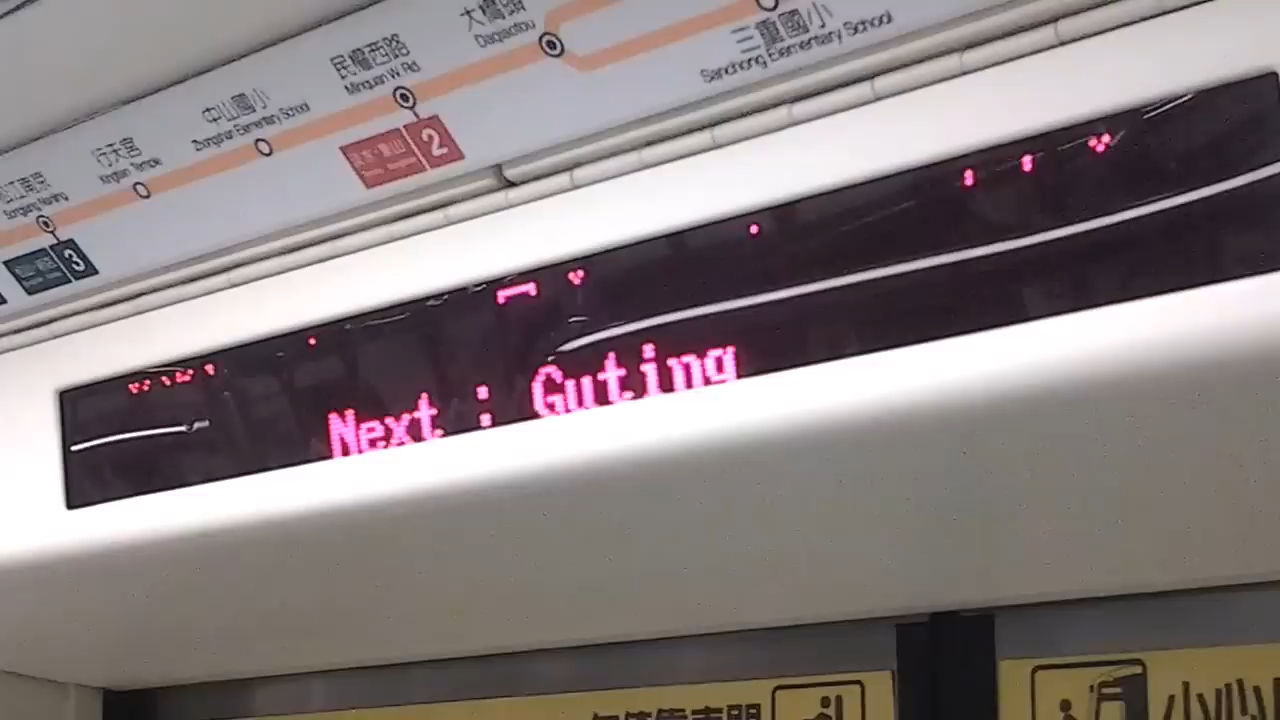 大橋頭
Daqiaotou
三重國小
Sanchong Elementary School
民權西路
Minquan W. Rd.
2
中山國小
Zhongshan Elementary School
行天宮
Xingtian Temple
松江南京
Songjiang Nanjing
3
Next : Guting
小心